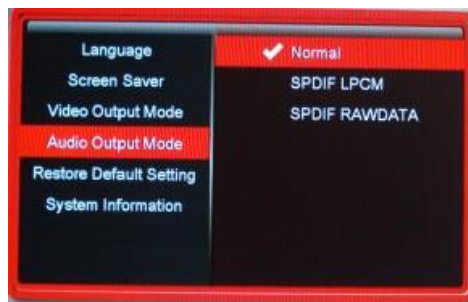 Language
Screen Saver
Video Output Mode
Audio Output Mode
Restore Default Setting
System Information
Normal
SPDIF LPCM
SPDIF RAWDATA